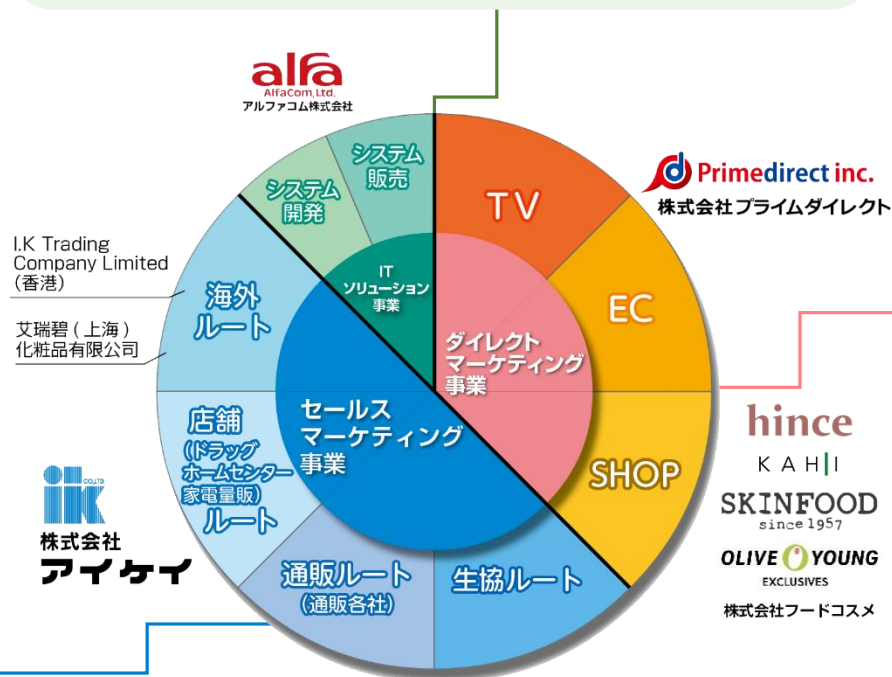 alfa
AlfaCom,Ltd.
アルファコム株式会社
システム
販売
システム
開発
IT
ソリューション
事業
TV
EC
SHOP
ダイレクト
マーケティング
事業
Primedirect inc.
株式会社プライムダイレクト
I.K Trading
Company Limited
(香港)
艾瑞碧(上海)
化粧品有限公司
海外
ルート
店舗
(ドラッグ
ホームセンター
家電量販)
ルート
セールス
マーケティング
事業
通販ルート
(通販各社)
生協ルート
ik
CO.,LTD
株式会社
アイケイ
hince
KAHI
SKINFOOD
since 1957
OLIVE YOUNG
EXCLUSIVES
株式会社フードコスメ